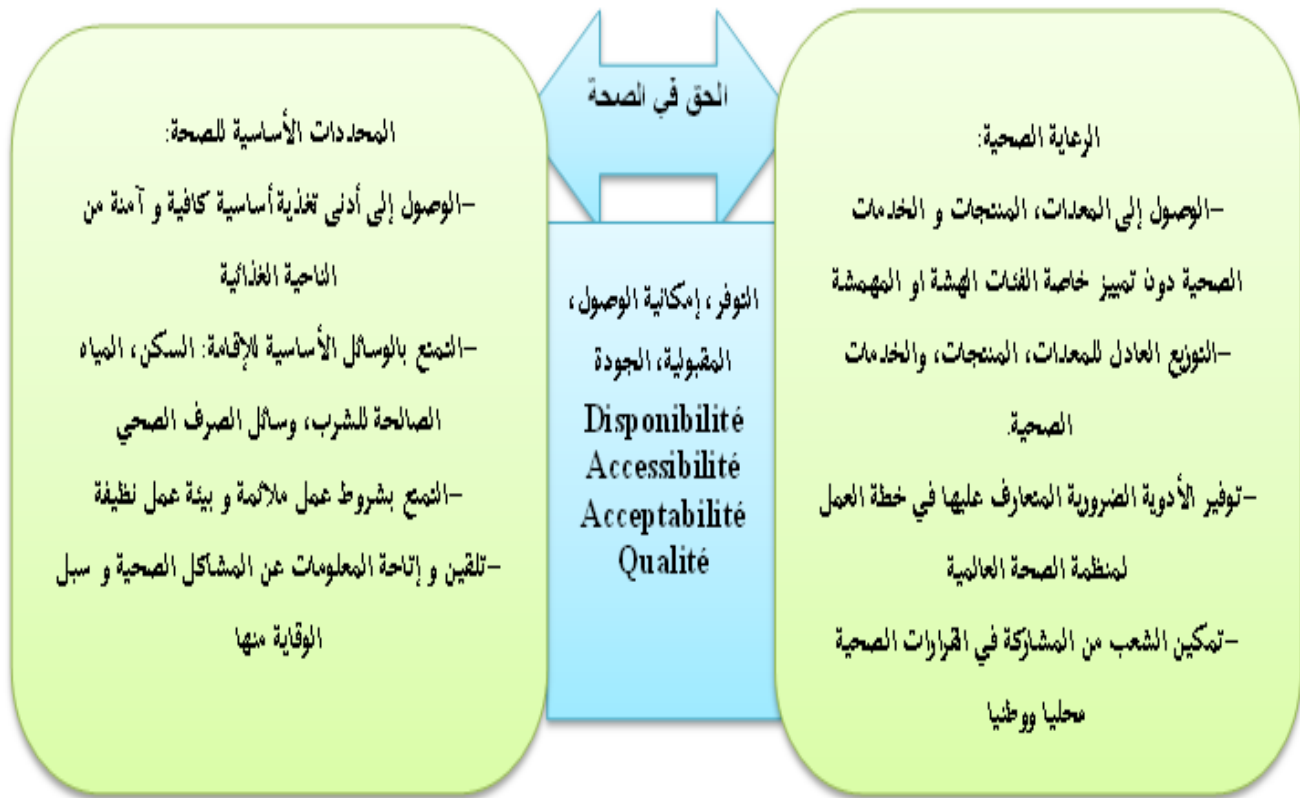 الحق في الصحة
الرعاية الصحية:
-الوصول إلى المعدات، المنتجات و الخدمات
الصحية دون تمييز خاصة الفئات الهشة او المهمشة
-التوزيع العادل للمعدات، المنتجات، والخدمات
الصحية.
-توفير الأدوية الضرورية المتعارف عليها في خطة العمل
لمنظمة الصحة العالمية
-تمكين الشعب من المشاركة في القرارات الصحية
محليا ووطنيا
التوفر، إمكانية الوصول،
المقبولية، الجودة
Disponibilité
Accessibilité
Acceptabilité
Qualité
المحددات الأساسية للصحة:
-الوصول إلى أدنى تغذية أساسية كافية و آمنة من
الناحية الغذائية
-التمتع بالوسائل الأساسية للإقامة: السكن، المياه
الصالحة للشرب، وسائل الصرف الصحي
-التمتع بشروط عمل ملائمة و بيئة عمل نظيفة
-تلقين و إتاحة المعلومات عن المشاكل الصحية و سبل
الوقاية منها